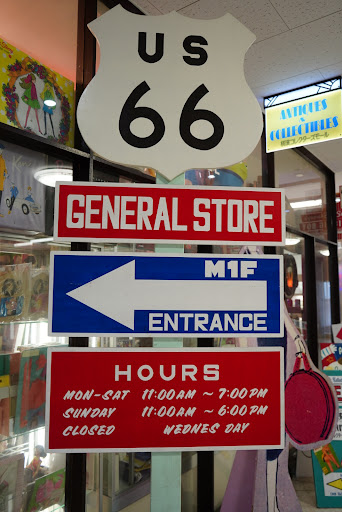 US
66
ANTIQUES
&
COLLECTIBLES
GENERAL STORE
M1F
ENTRANCE
HOURS
MON-SAT 11:00AM ~ 7:00PM
SUNDAY 11:00AM ~ 6:00PM
CLOSED WEDNES DAY